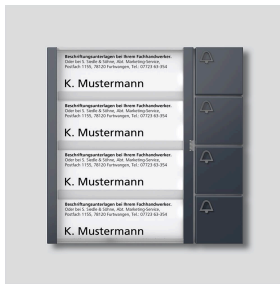 Beschriftungsunterlagen bei Ihrem Fachhandwerker.
Oder bei S. Siedle & Söhne, Abt. Marketing-Service,
Postfach 1155, 78120 Furtwangen, Tel.: 07723 63-354
K. Mustermann
Beschriftungsunterlagen bei Ihrem Fachhandwerker.
Oder bei S. Siedle & Söhne, Abt. Marketing-Service,
Postfach 1155, 78120 Furtwangen, Tel.: 07723 63-354
K. Mustermann
Beschriftungsunterlagen bei Ihrem Fachhandwerker.
Oder bei S. Siedle & Söhne, Abt. Marketing-Service,
Postfach 1155, 78120 Furtwangen, Tel.: 07723 63-354
K. Mustermann
Beschriftungsunterlagen bei Ihrem Fachhandwerker.
Oder bei S. Siedle & Söhne, Abt. Marketing-Service,
Postfach 1155, 78120 Furtwangen, Tel.: 07723 63-354
K. Mustermann